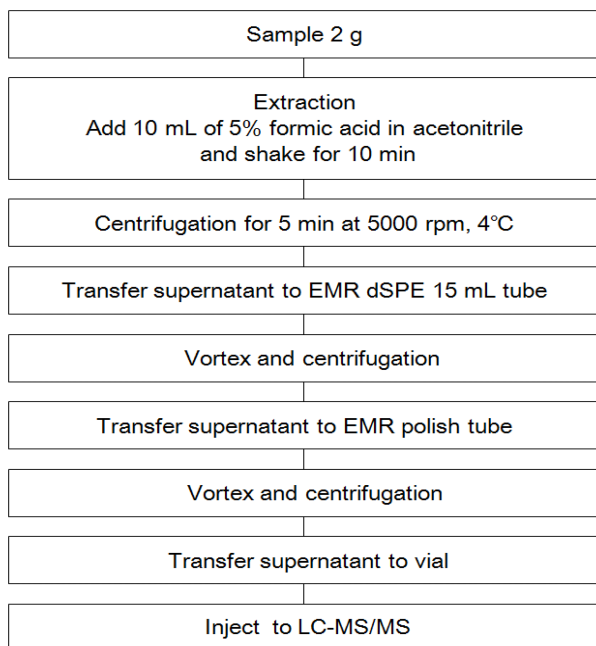 Sample 2 g
Extraction
Add 10 mL of 5% formic acid in acetonitrile
and shake for 10 min
Centrifugation for 5 min at 5000 rpm, 4℃
Transfer supernatant to EMR dSPE 15 mL tube
Vortex and centrifugation
Transfer supernatant to EMR polish tube
Vortex and centrifugation
Transfer supernatant to vial
Inject to LC-MS/MS